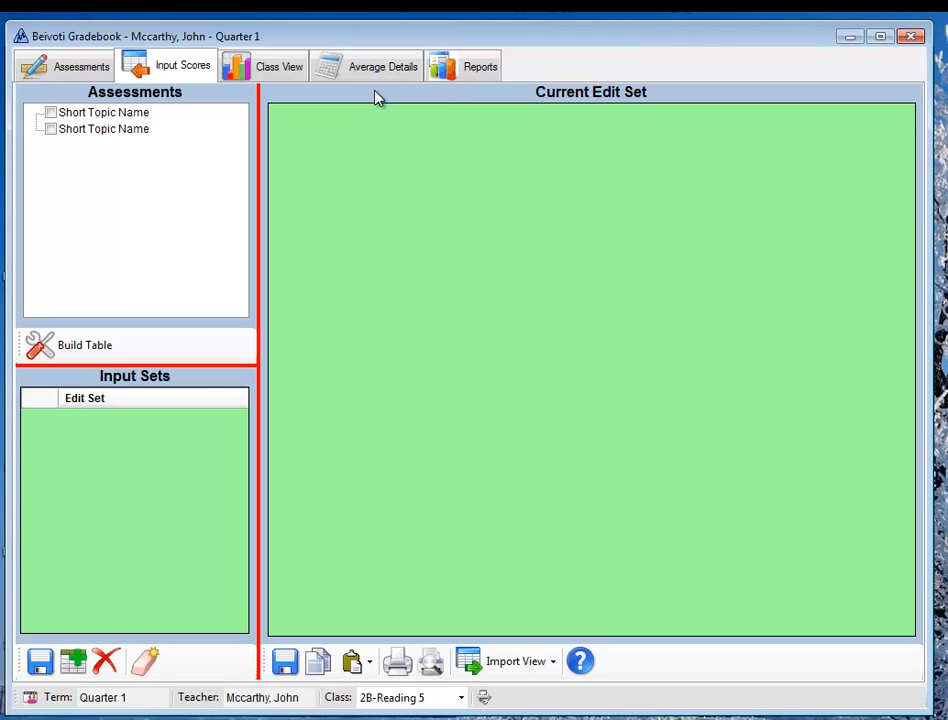 Beivoti Gradebook - Mccarthy, John - Quarter 1
Assessments Input Scores Class View Average Details Reports
Assessments
Short Topic Name
Short Topic Name
Build Table
Input Sets
Edit Set
Current Edit Set
Import View
Term: Quarter 1 Teacher: Mccarthy, John Class: 2B-Reading 5